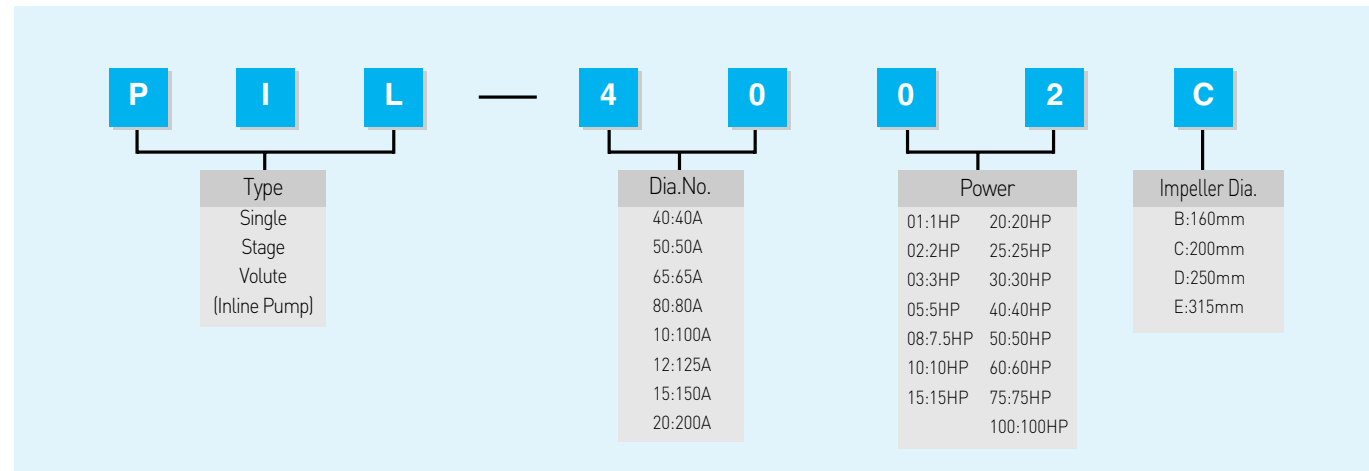 P I L — 4 0 0 2 C
Type
Single
Stage
Volute
(Inline Pump)
Dia.No.
40:40A
50:50A
65:65A
80:80A
10:100A
12:125A
15:150A
20:200A
Power
01:1HP 20:20HP
02:2HP 25:25HP
03:3HP 30:30HP
05:5HP 40:40HP
08:7.5HP 50:50HP
10:10HP 60:60HP
15:15HP 75:75HP
100:100HP
Impeller Dia.
B:160mm
C:200mm
D:250mm
E:315mm